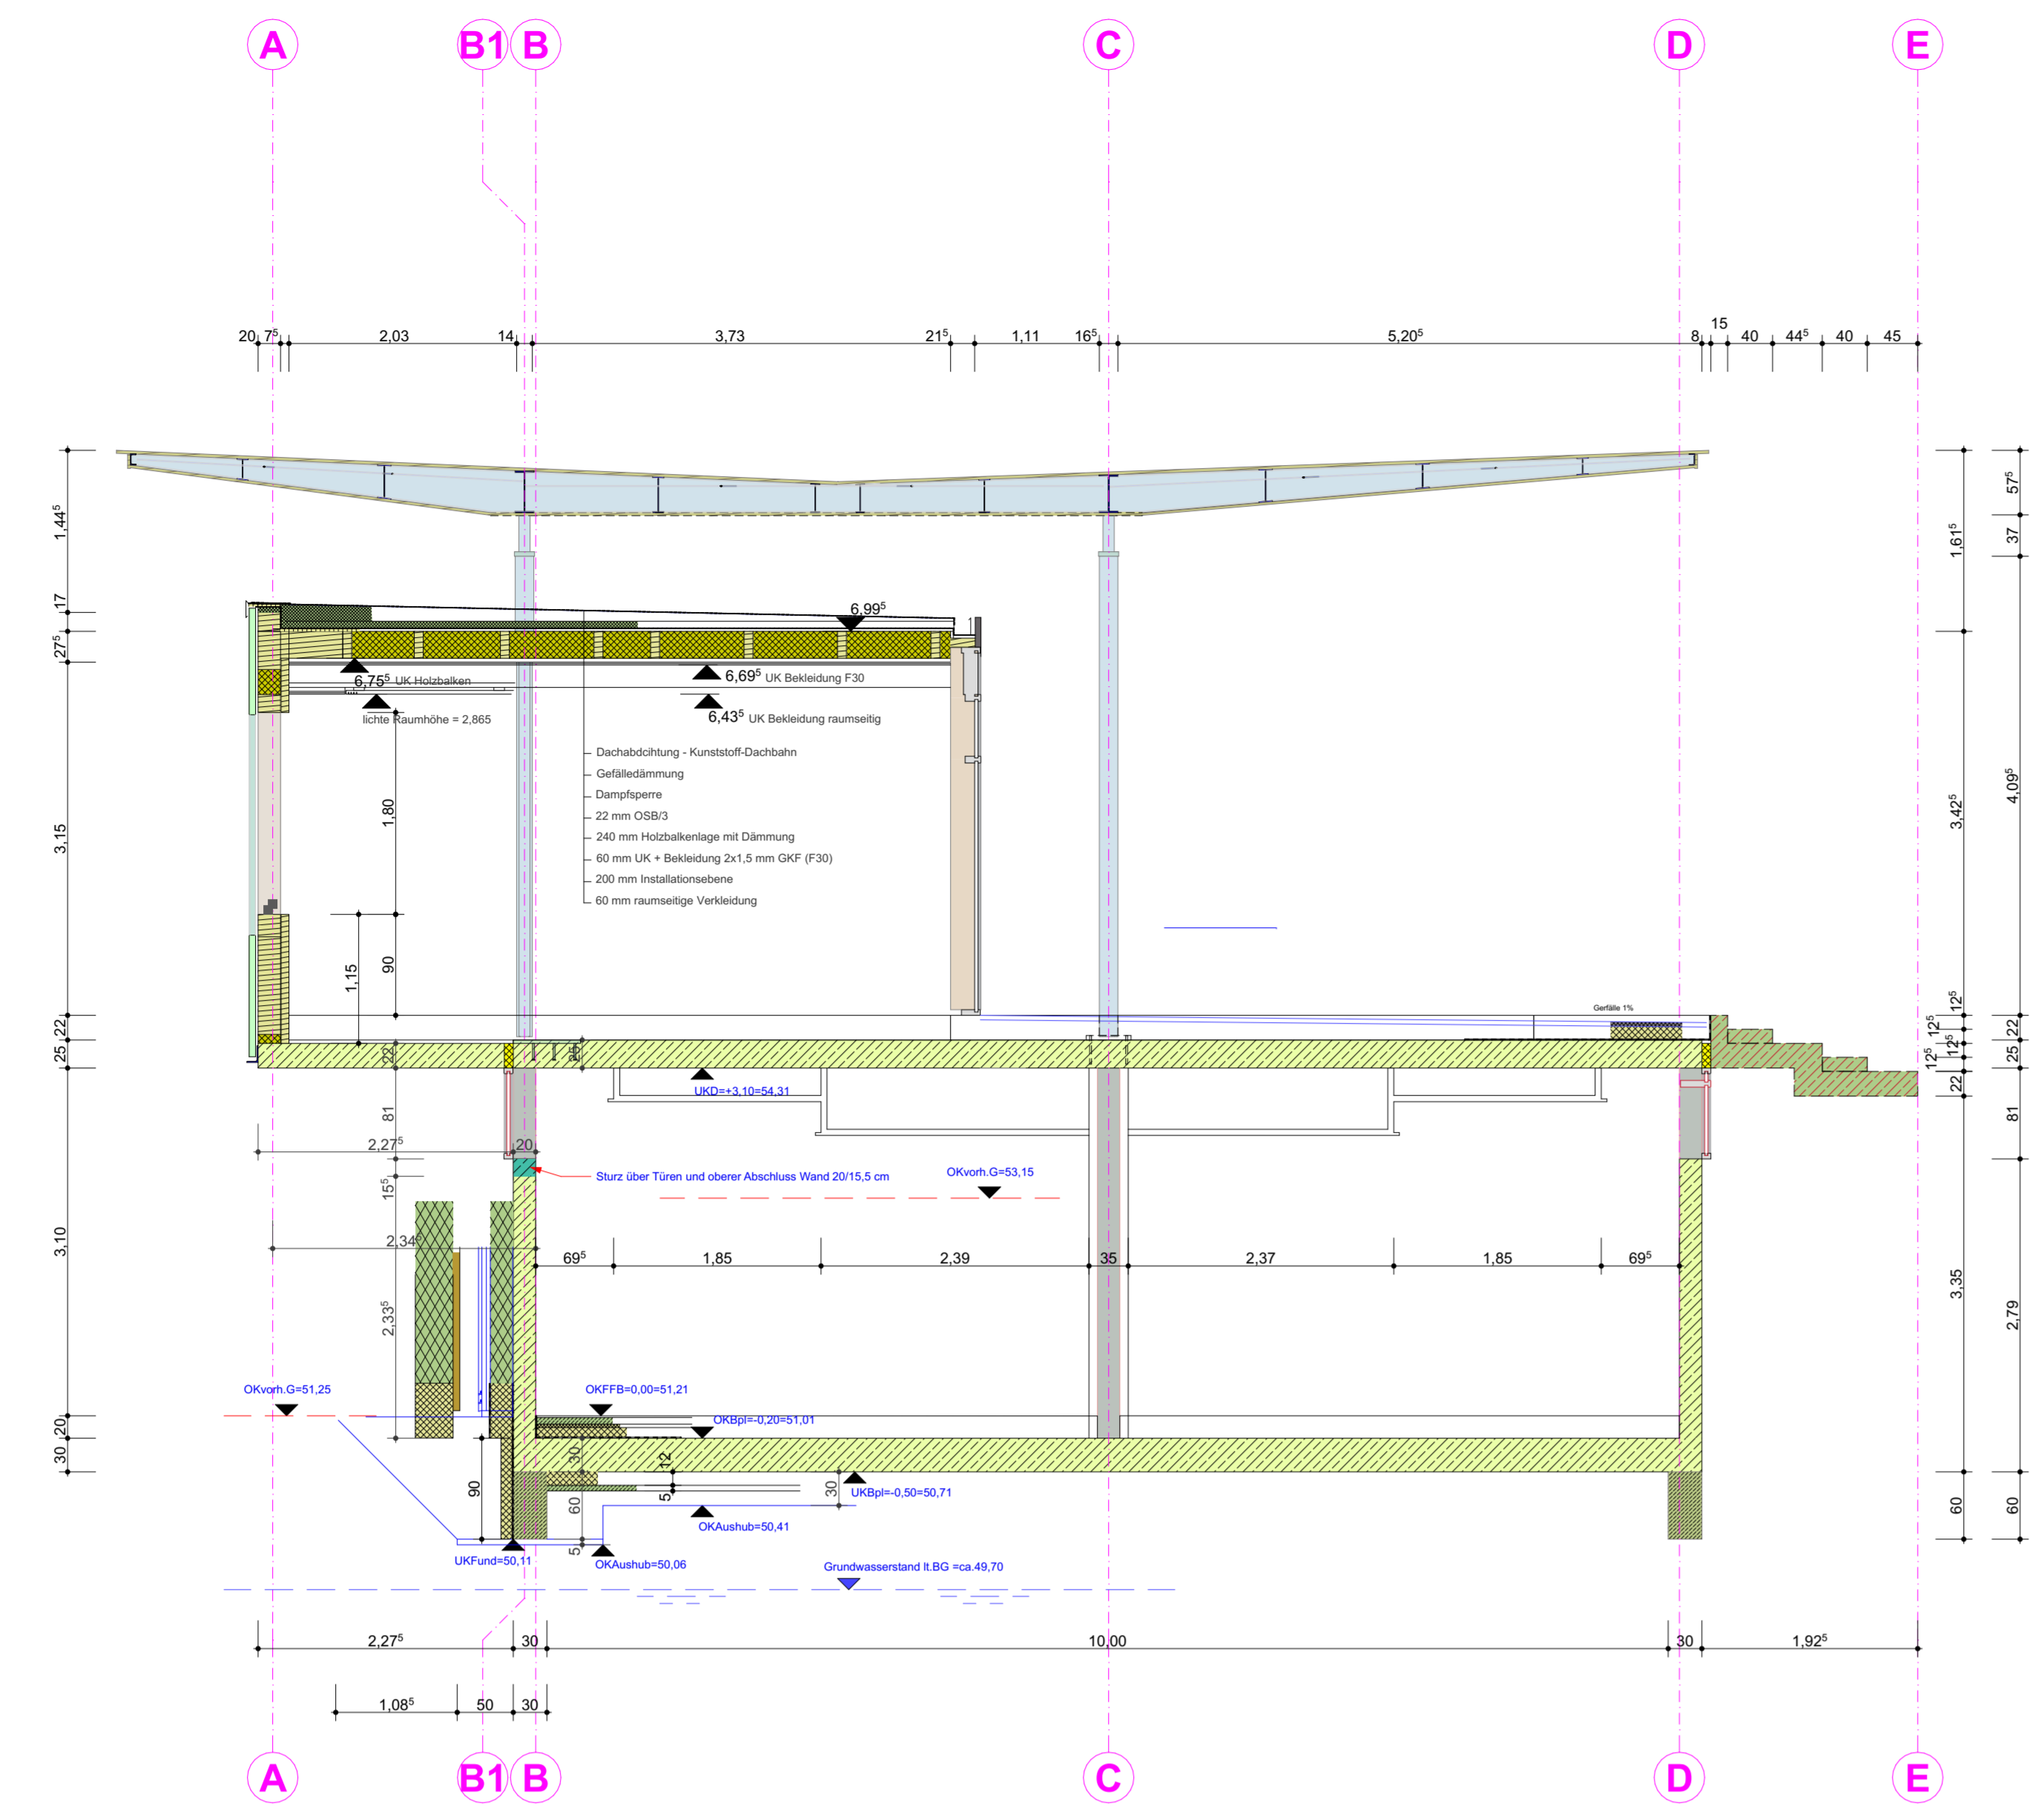 A B1 B C D E
15
20 7⁵ 2,03 14 3,73 21⁵ 1,11 16⁵ 5,20⁵ 8 40 44⁵ 40 45
1,44⁵
17
27⁵
3,15
22
25
3,10
20
30
57⁵
37
1,61⁵
4,09⁵
3,42⁵
12⁵
12⁵
12⁵
12⁵
22
22
25
81
3,35
2,79
60
60
6,99⁵
6,75⁵ UK Holzbalken
6,69⁵ UK Bekleidung F30
lichte Raumhöhe = 2,865
6,43⁵ UK Bekleidung raumseitig
Dachabdcihtung - Kunststoff-Dachbahn
Gefälledämmung
Dampfsperre
22 mm OSB/3
240 mm Holzbalkenlage mit Dämmung
60 mm UK + Bekleidung 2x1,5 mm GKF (F30)
200 mm Installationsebene
60 mm raumseitige Verkleidung
1,80
90
1,15
Gerfälle 1%
22
25
UKD=+3,10=54,31
81
2,27⁵ 20
Sturz über Türen und oberer Abschluss Wand 20/15,5 cm
OKvorh.G=53,15
15⁵
2,34⁵
69⁵ 1,85 2,39 35 2,37 1,85 69⁵
2,33⁵
OKvorh.G=51,25
OKFFB=0,00=51,21
OKBpl=-0,20=51,01
30
12
90
60
5
30
UKBpl=-0,50=50,71
OKAushub=50,41
5
UKFund=50,11
OKAushub=50,06
Grundwasserstand lt.BG =ca.49,70
2,27⁵ 30 10,00 30 1,92⁵
1,08⁵ 50 30
A B1 B C D E